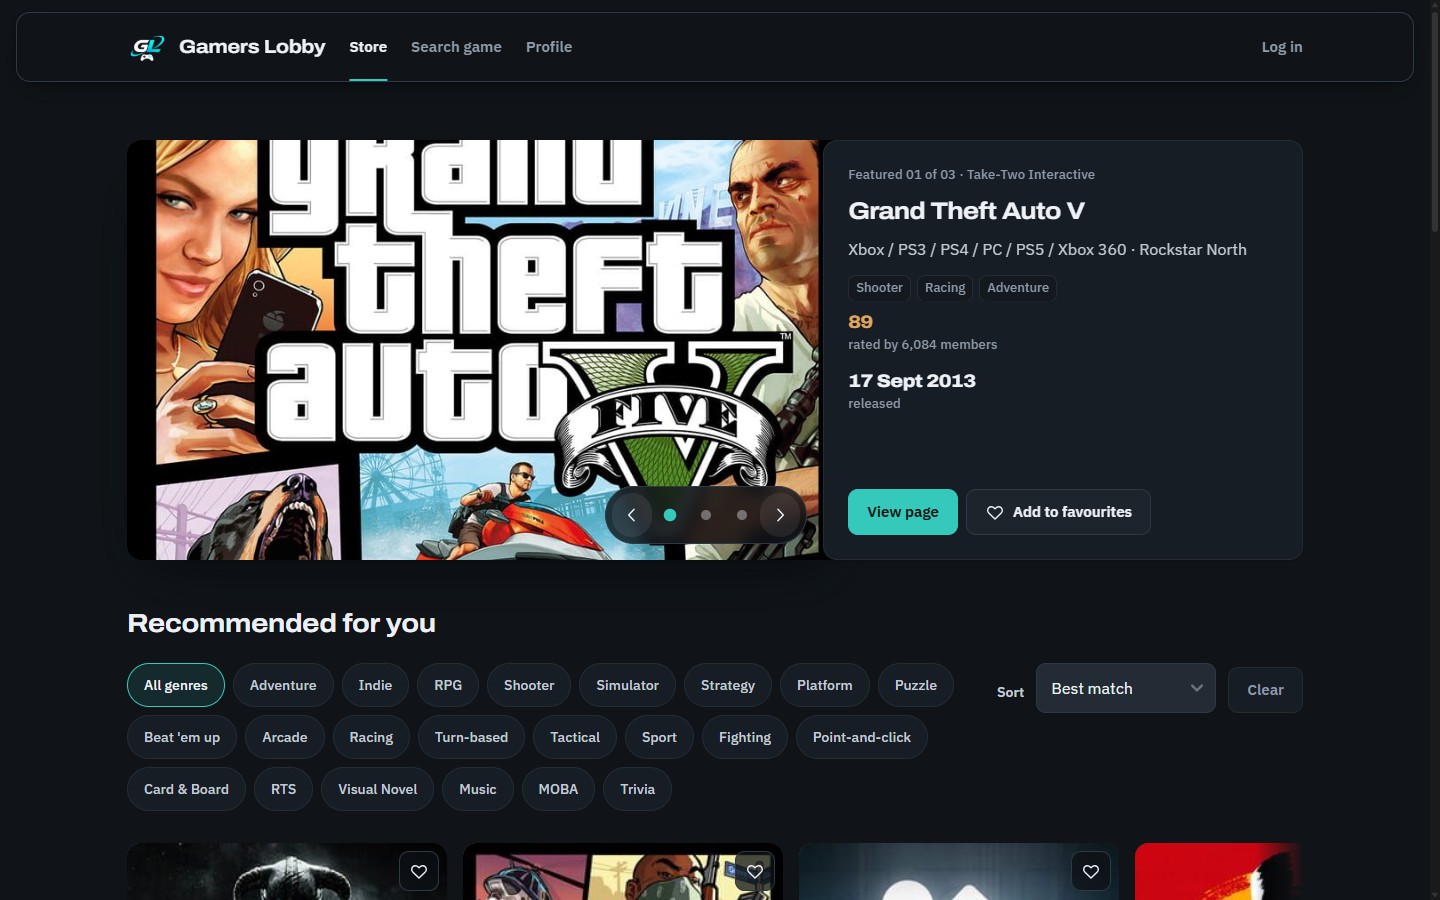 GL Gamers Lobby Store Search game Profile Log in
grand
theft
auto
FIVE
TM
Featured 01 of 03 · Take-Two Interactive
Grand Theft Auto V
Xbox / PS3 / PS4 / PC / PS5 / Xbox 360 · Rockstar North
Shooter Racing Adventure
89
rated by 6,084 members
17 Sept 2013
released
View page Add to favourites
Recommended for you
All genres Adventure Indie RPG Shooter Simulator Strategy Platform Puzzle
Sort Best match Clear
Beat 'em up Arcade Racing Turn-based Tactical Sport Fighting Point-and-click
Card & Board RTS Visual Novel Music MOBA Trivia